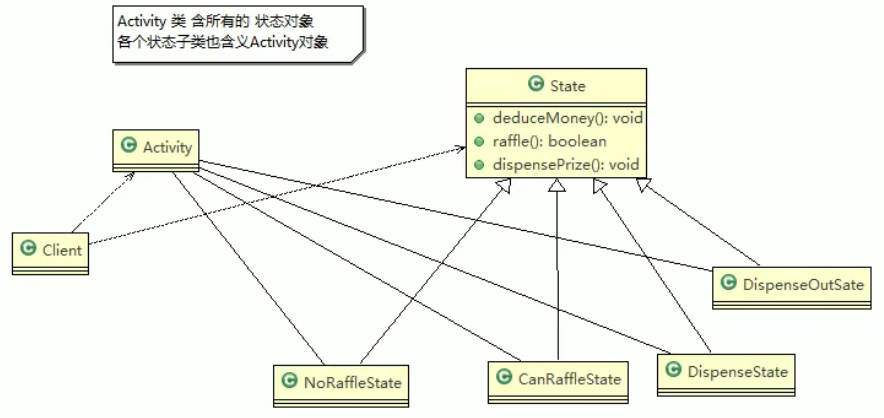 Activity 类 含所有的 状态对象
各个状态子类也含义Activity对象
C State
deduceMoney(): void
raffle(): boolean
dispensePrize(): void
C Activity
C Client
C DispenseOutSate
C NoRaffleState
C CanRaffleState
C DispenseState